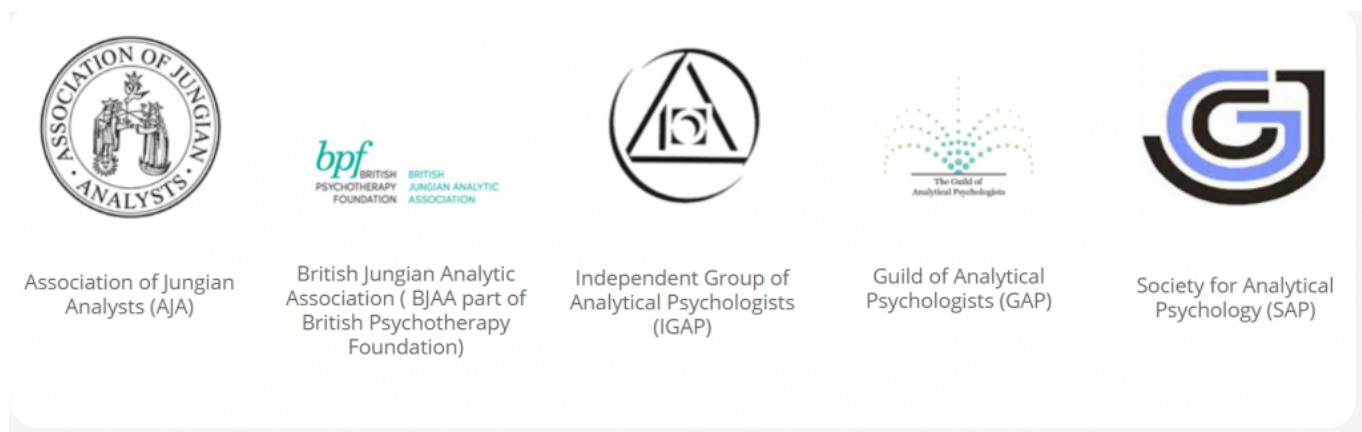 ASSOCIATION OF JUNGIAN
· ANALYSTS ·
Association of Jungian
Analysts (AJA)
bpf
BRITISH
PSYCHOTHERAPY
FOUNDATION
BRITISH
JUNGIAN ANALYTIC
ASSOCIATION
British Jungian Analytic
Association ( BJAA part of
British Psychotherapy
Foundation)
Independent Group of
Analytical Psychologists
(IGAP)
The Guild of
Analytical Psychologists
Guild of Analytical
Psychologists (GAP)
Society for Analytical
Psychology (SAP)